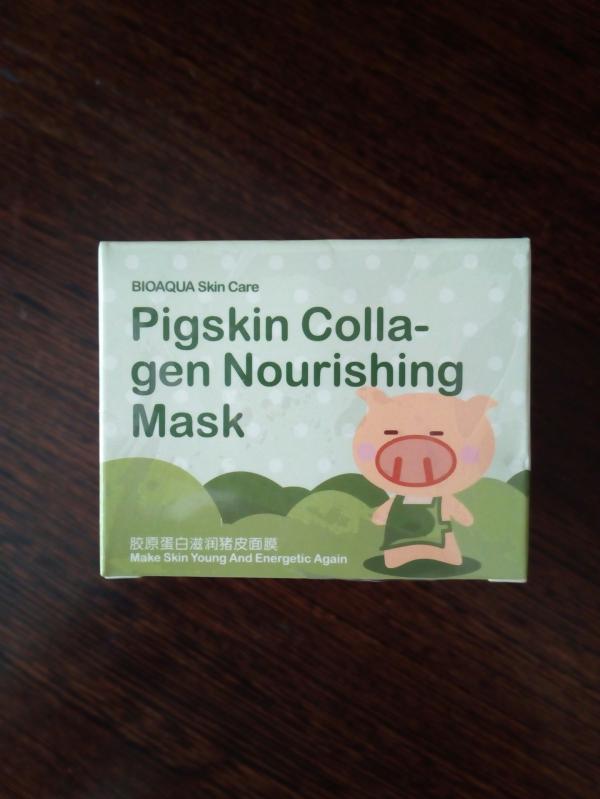 BIOAQUA Skin Care
Pigskin Colla-
gen Nourishing
Mask
胶原蛋白滋润猪皮面膜
Make Skin Young And Energetic Again